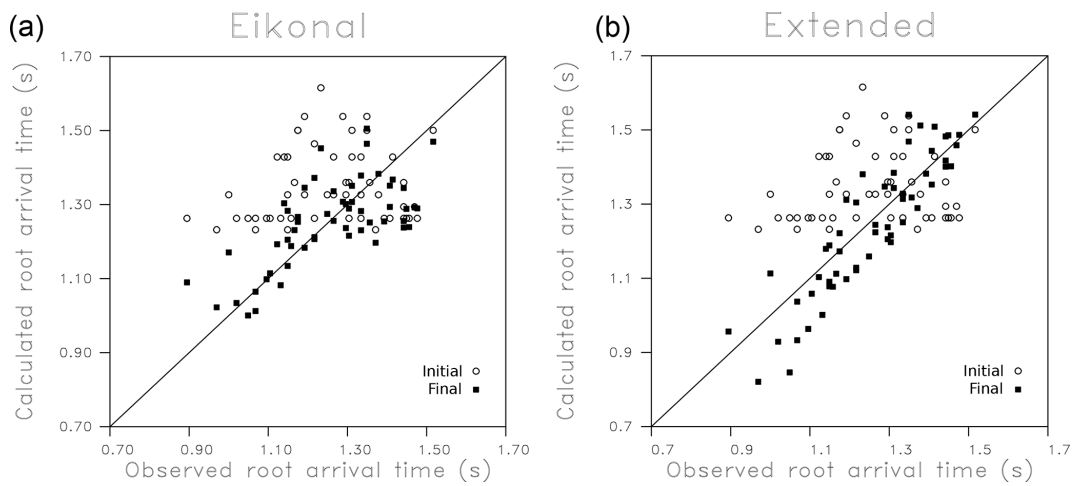 (a)
Eikonal
Calculated root arrival time (s)
1.70
1.50
1.30
1.10
0.90
0.70
Initial
Final
0.70
0.90
1.10
1.30
1.50
1.70
Observed root arrival time (s)
(b)
Extended
Calculated root arrival time (s)
1.7
1.5
1.3
1.1
0.9
0.7
Initial
Final
0.7
0.9
1.1
1.3
1.5
1.7
Observed root arrival time (s)